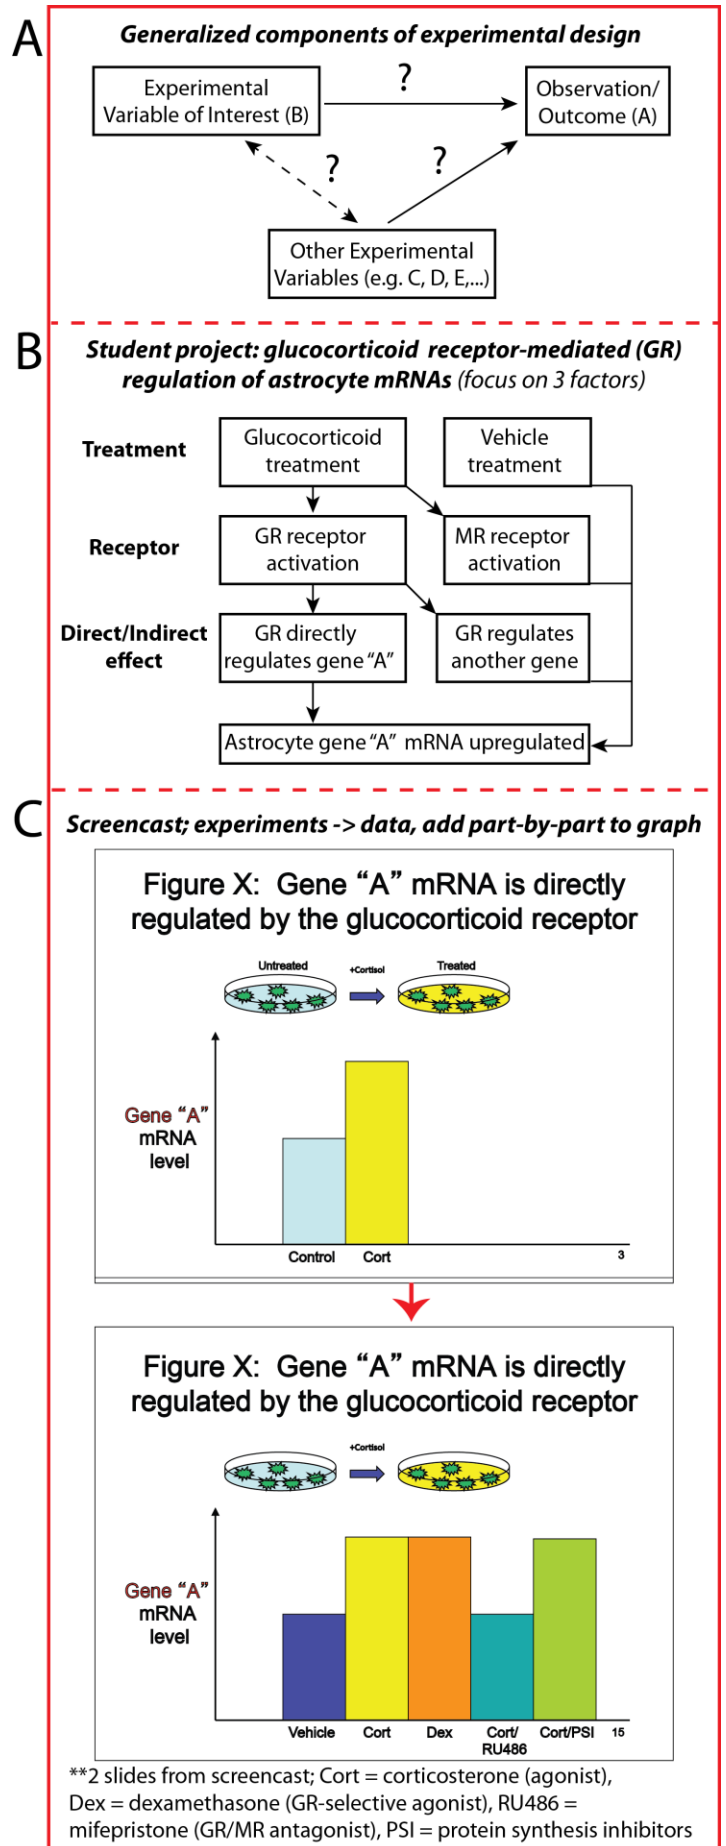 A
Generalized components of experimental design
Experimental
Variable of Interest (B)
?
Observation/
Outcome (A)
?
?
Other Experimental
Variables (e.g. C, D, E,...)
B
Student project: glucocorticoid receptor-mediated (GR)
regulation of astrocyte mRNAs (focus on 3 factors)
Treatment
Glucocorticoid
treatment
Vehicle
treatment
Receptor
GR receptor
activation
MR receptor
activation
Direct/Indirect
effect
GR directly
regulates gene “A”
GR regulates
another gene
Astrocyte gene “A” mRNA upregulated
C
Screencast; experiments -> data, add part-by-part to graph
Figure X: Gene “A” mRNA is directly
regulated by the glucocorticoid receptor
Untreated
+Cortisol
Treated
Gene “A”
mRNA
level
Control
Cort
3
Figure X: Gene “A” mRNA is directly
regulated by the glucocorticoid receptor
+Cortisol
Gene “A”
mRNA
level
Vehicle
Cort
Dex
Cort/
RU486
Cort/PSI
15
**2 slides from screencast; Cort = corticosterone (agonist),
Dex = dexamethasone (GR-selective agonist), RU486 =
mifepristone (GR/MR antagonist), PSI = protein synthesis inhibitors